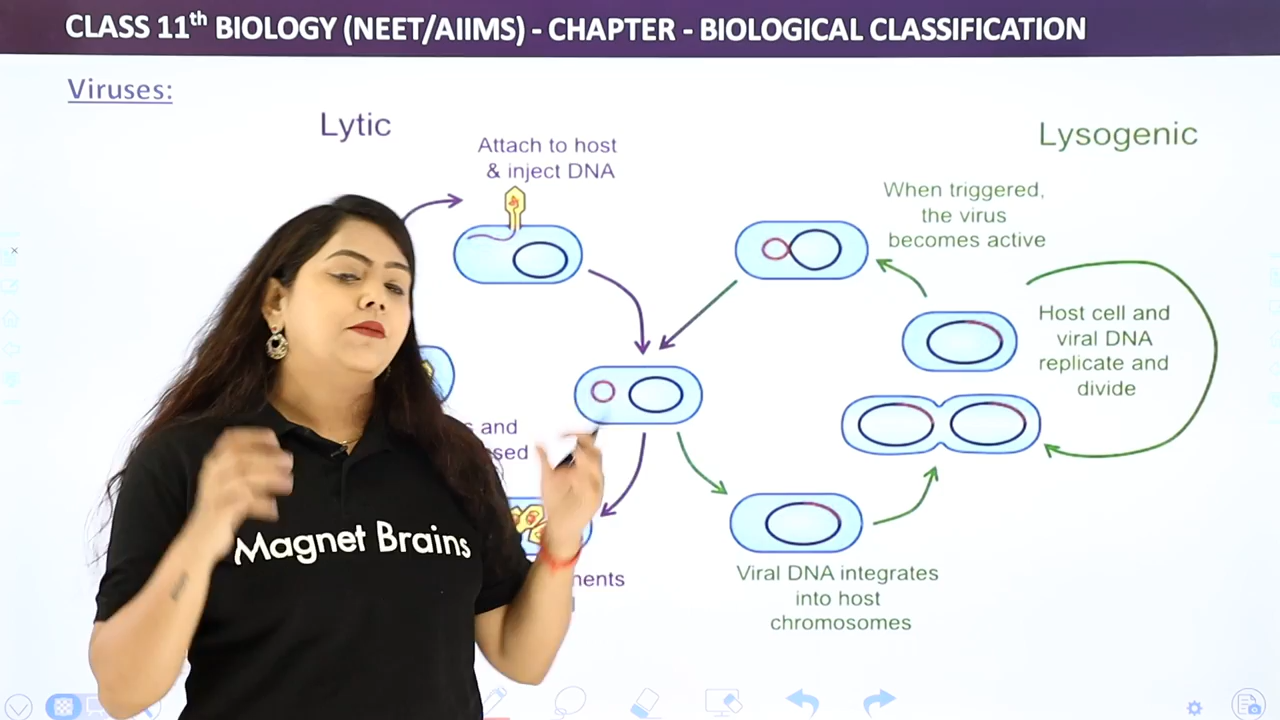 CLASS 11th BIOLOGY (NEET/AIIMS) - CHAPTER - BIOLOGICAL CLASSIFICATION
Viruses:
Lytic
Attach to host
& inject DNA
Lysogenic
When triggered,
the virus
becomes active
Host cell and
viral DNA
replicate and
divide
and
Magnet Brains
Viral DNA integrates
into host
chromosomes